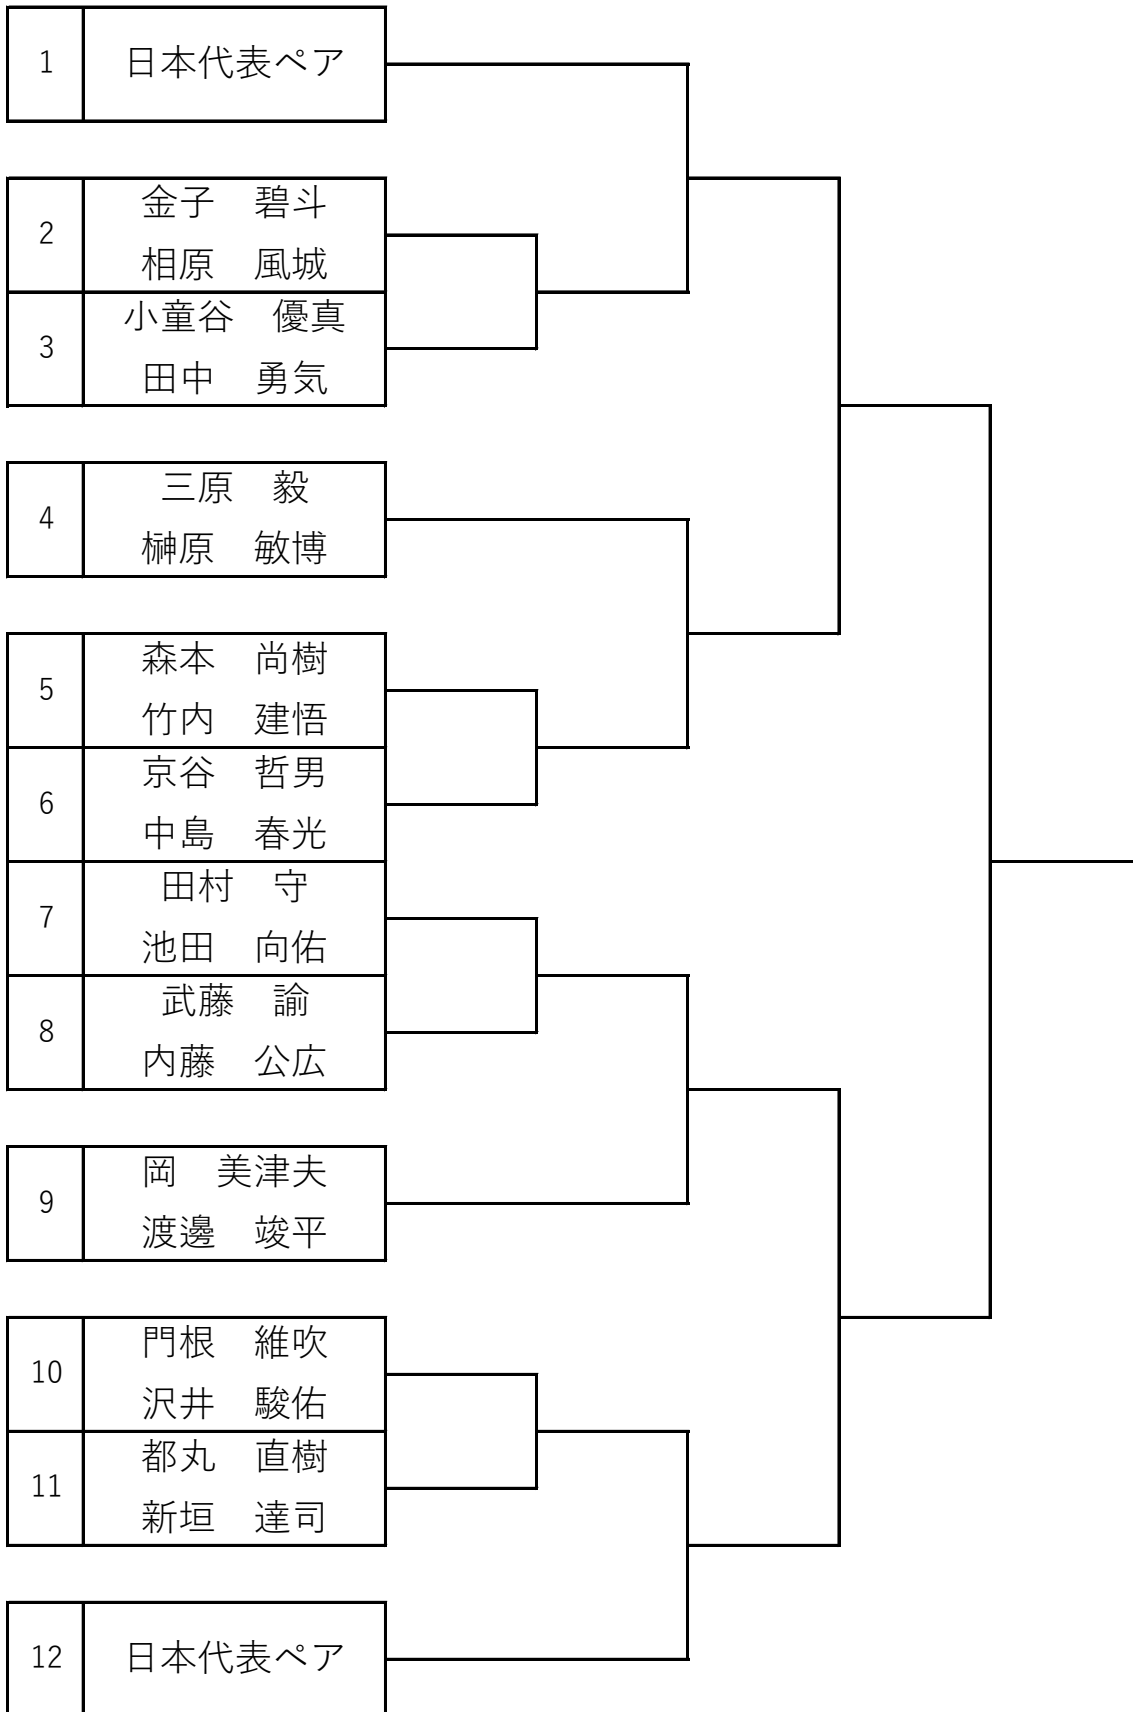 1 日本代表ペア
2 金子　碧斗
相原　風城
3 小童谷　優真
田中　勇気
4 三原　毅
榊原　敏博
5 森本　尚樹
竹内　建悟
6 京谷　哲男
中島　春光
7 田村　守
池田　向佑
8 武藤　諭
内藤　公広
9 岡　美津夫
渡邊　竣平
10 門根　維吹
沢井　駿佑
11 都丸　直樹
新垣　達司
12 日本代表ペア